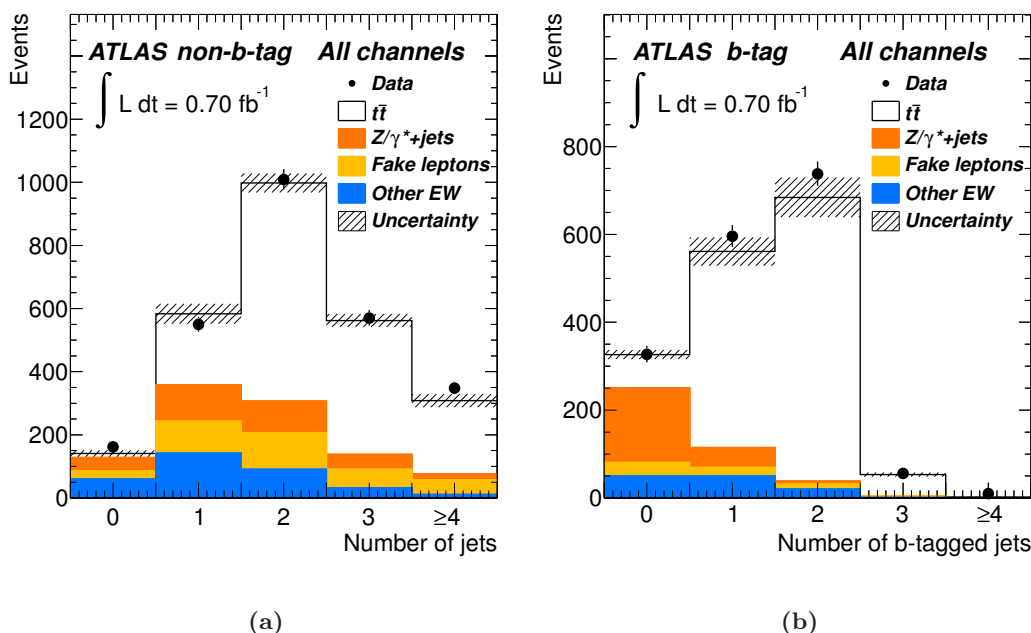 Events
ATLAS non-b-tag All channels
∫ L dt = 0.70 fb⁻¹
Data
tt̄
Z/γ*+jets
Fake leptons
Other EW
Uncertainty
1200
1000
800
600
400
200
0
0 1 2 3 ≥4
Number of jets
(a)
Events
ATLAS b-tag All channels
∫ L dt = 0.70 fb⁻¹
Data
tt̄
Z/γ*+jets
Fake leptons
Other EW
Uncertainty
800
600
400
200
0
0 1 2 3 ≥4
Number of b-tagged jets
(b)